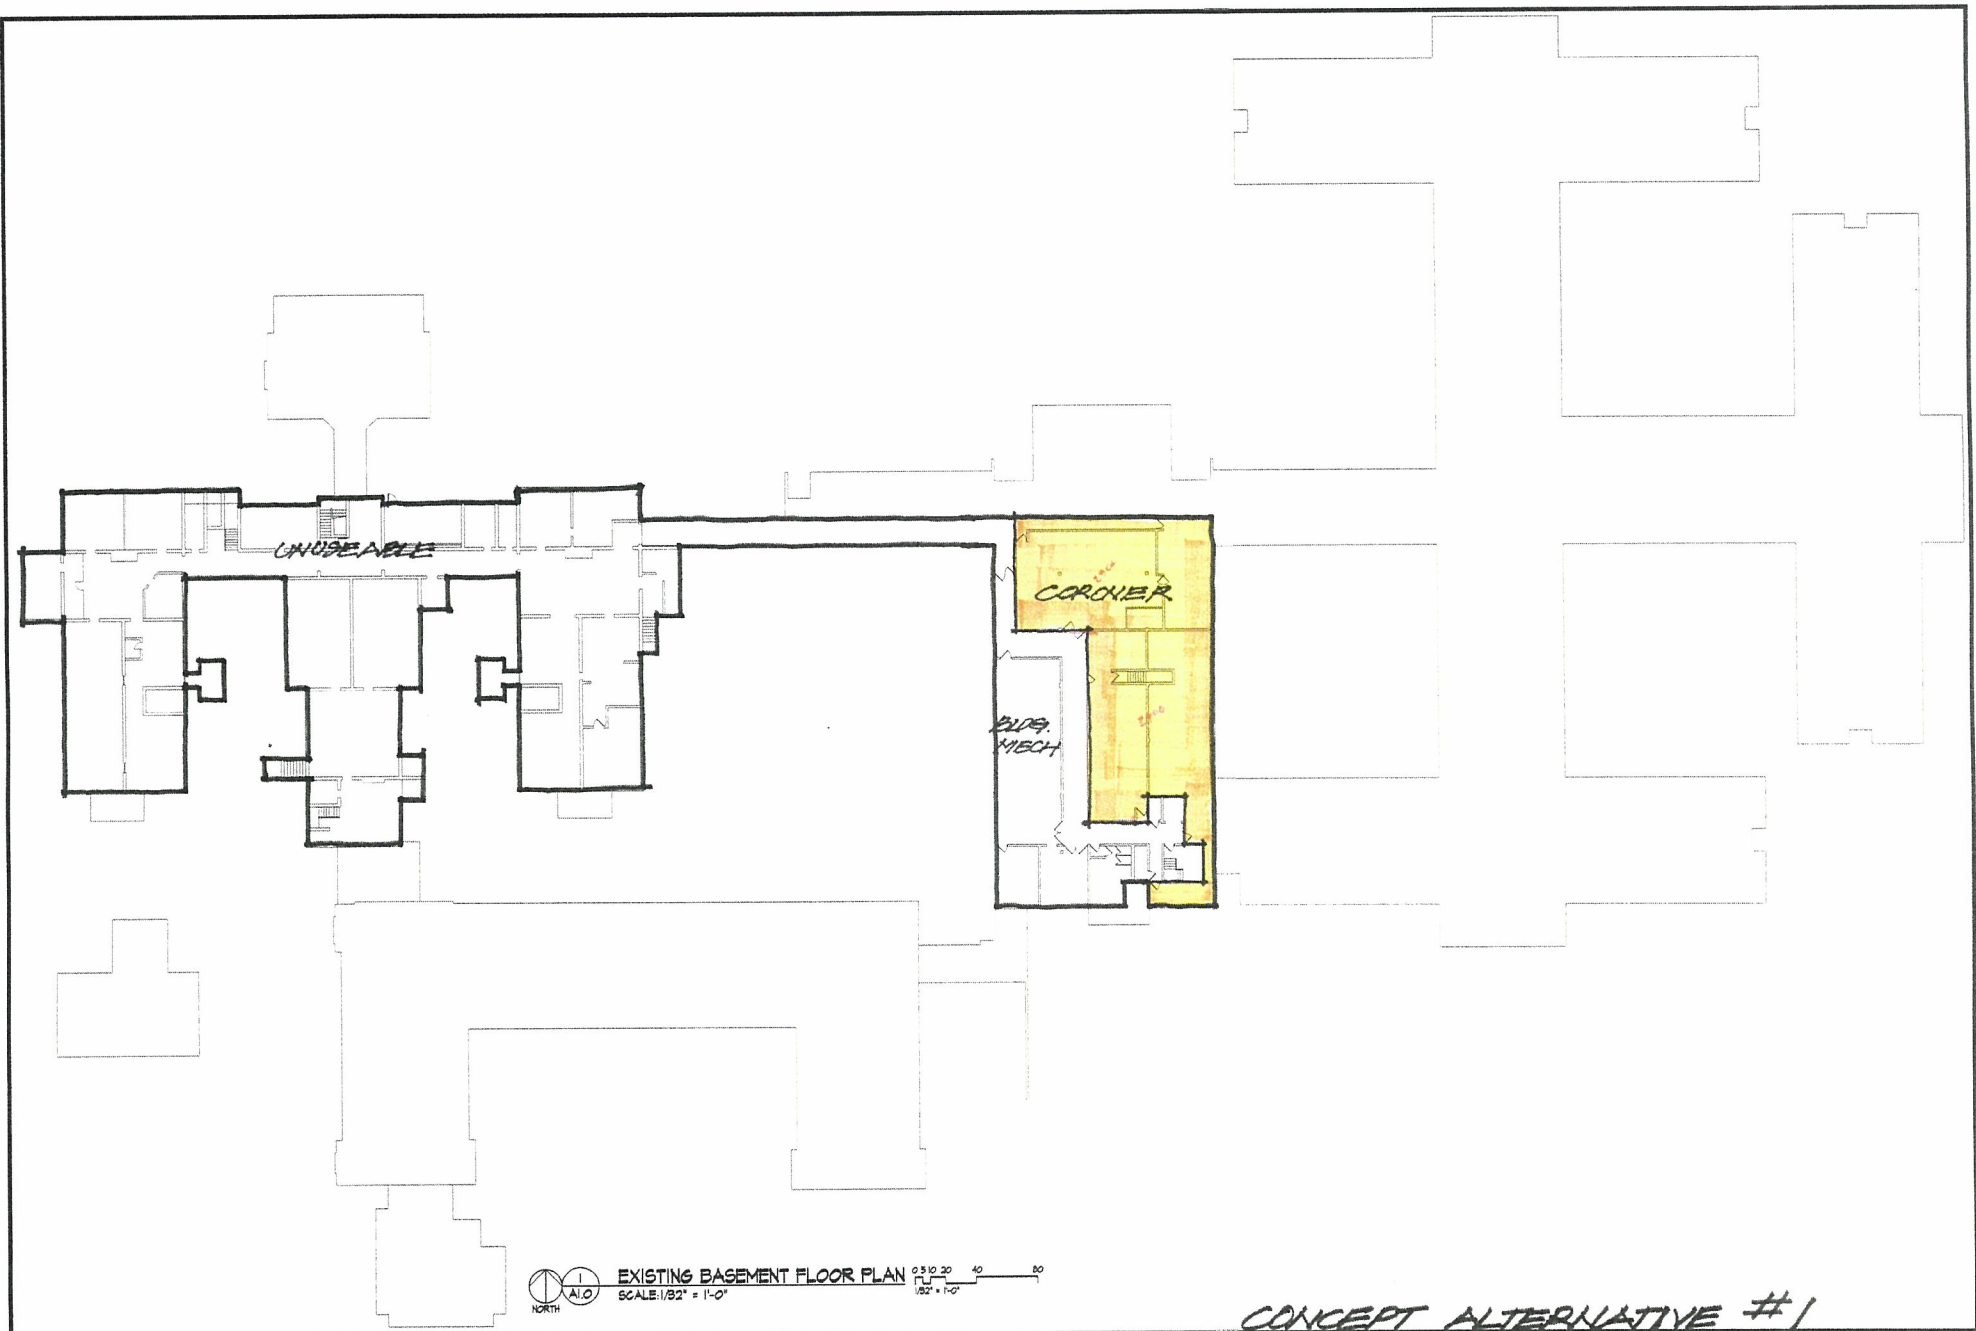 UNUSEABLE
CORONER
BLDG.
MECH
1
A1.0
NORTH
EXISTING BASEMENT FLOOR PLAN
SCALE: 1/32" = 1'-0"
0 5 10 20 40 80
1/32" = 1'-0"
CONCEPT ALTERNATIVE #1